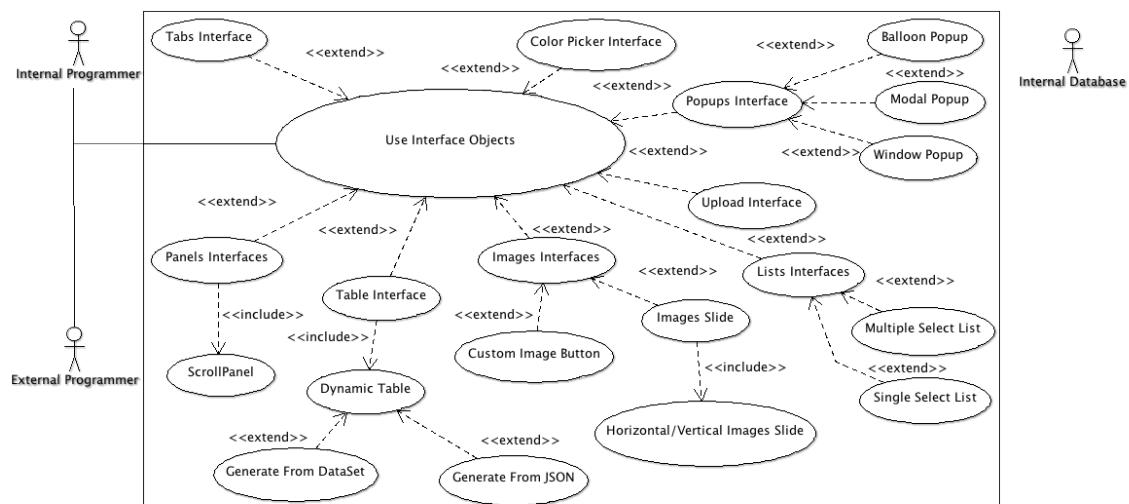 Tabs Interface
<<extend>>
Color Picker Interface
<<extend>>
Balloon Popup
<<extend>>
<<extend>>
<<extend>>
Internal Programmer
Internal Database
Popups Interface
Modal Popup
Use Interface Objects
<<extend>>
<<extend>>
Window Popup
<<extend>>
Upload Interface
<<extend>>
<<extend>>
<<extend>>
Panels Interfaces
Images Interfaces
<<extend>>
Lists Interfaces
Table Interface
<<include>>
<<extend>>
Images Slide
Multiple Select List
<<include>>
Custom Image Button
ScrollPanel
<<include>>
<<extend>>
External Programmer
Dynamic Table
Single Select List
<<extend>>
<<extend>>
Horizontal/Vertical Images Slide
Generate From DataSet
Generate From JSON